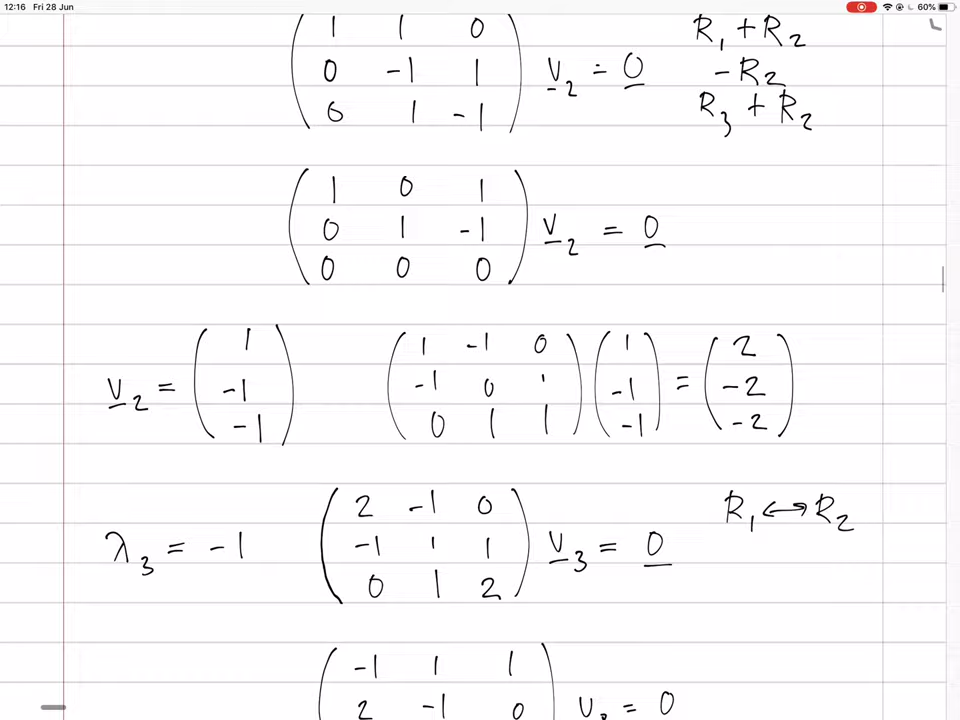 12:16 Fri 28 Jun 60%
1 1 0 R₁ + R₂
0 -1 1 v₂ = 0 - R₂
0 1 -1 R₃ + R₂
1 0 1
0 1 -1 v₂ = 0
0 0 0
1 1 -1 0 1 2
v₂ = -1 -1 0 1 -1 = -2
-1 0 1 1 -1 -2
2 -1 0 R₁ ↔ R₂
λ₃ = -1 -1 1 1 v₃ = 0
0 1 2
-1 1 1
2 -1 0 v₃ = 0